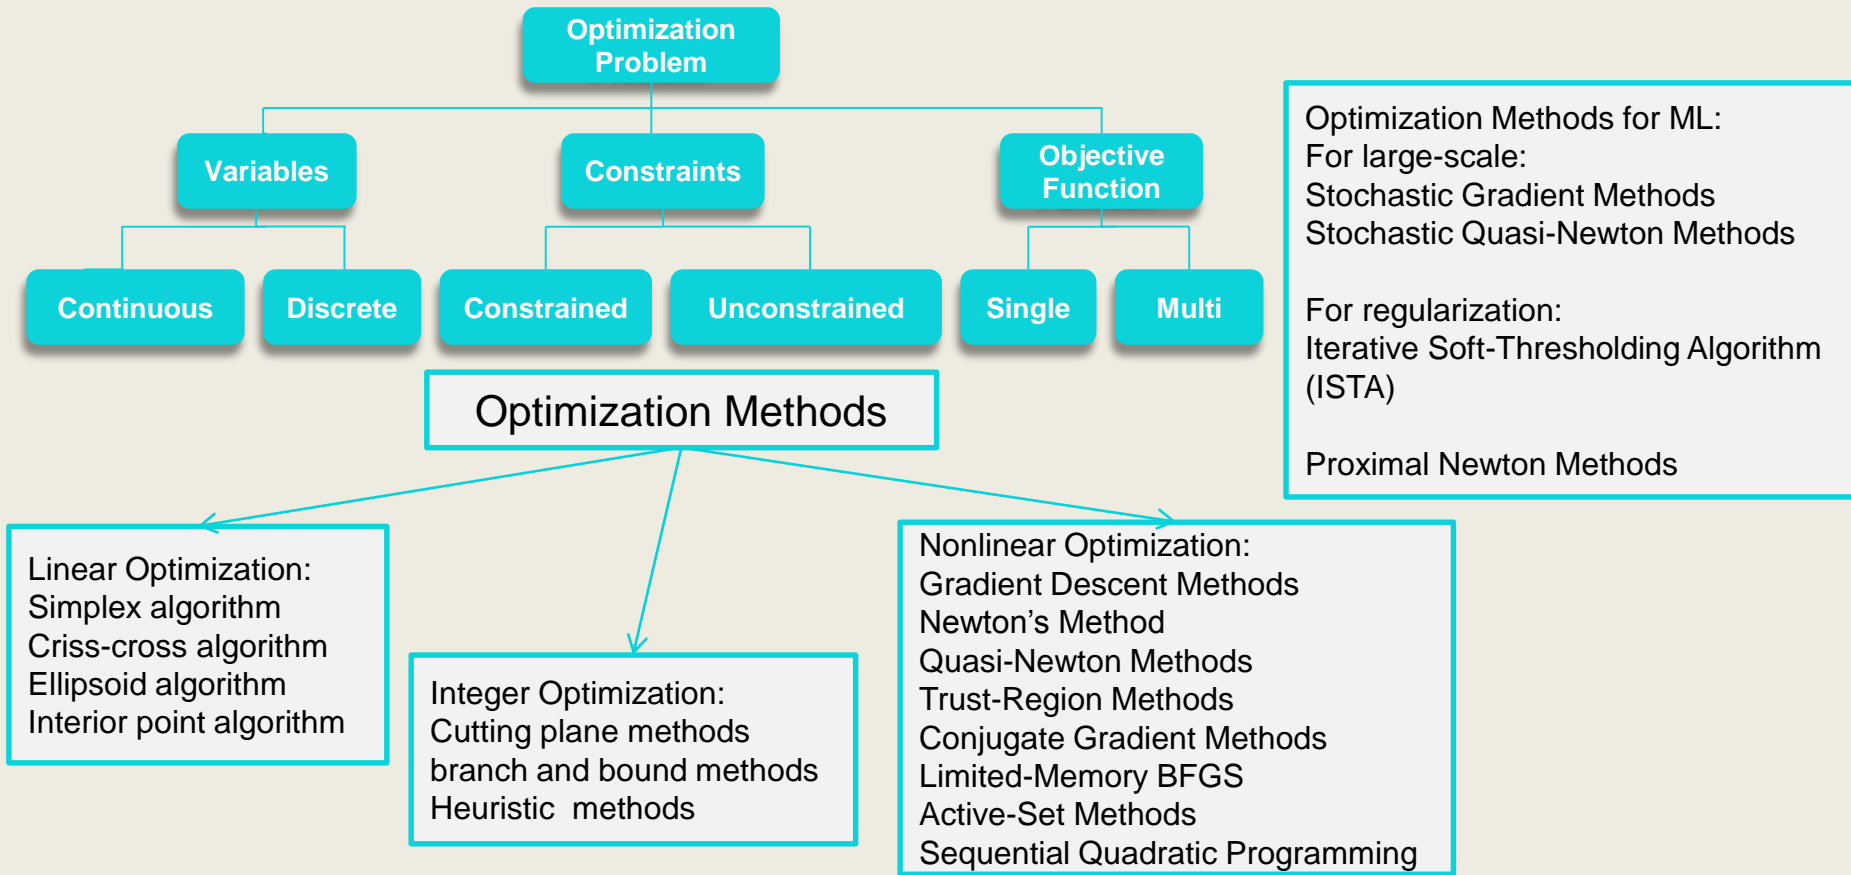 Optimization
Problem
Variables
Constraints
Objective
Function
Continuous
Discrete
Constrained
Unconstrained
Single
Multi
Optimization Methods for ML:
For large-scale:
Stochastic Gradient Methods
Stochastic Quasi-Newton Methods
For regularization:
Iterative Soft-Thresholding Algorithm
(ISTA)
Proximal Newton Methods
Optimization Methods
Linear Optimization:
Simplex algorithm
Criss-cross algorithm
Ellipsoid algorithm
Interior point algorithm
Integer Optimization:
Cutting plane methods
branch and bound methods
Heuristic  methods
Nonlinear Optimization:
Gradient Descent Methods
Newton’s Method
Quasi-Newton Methods
Trust-Region Methods
Conjugate Gradient Methods
Limited-Memory BFGS
Active-Set Methods
Sequential Quadratic Programming